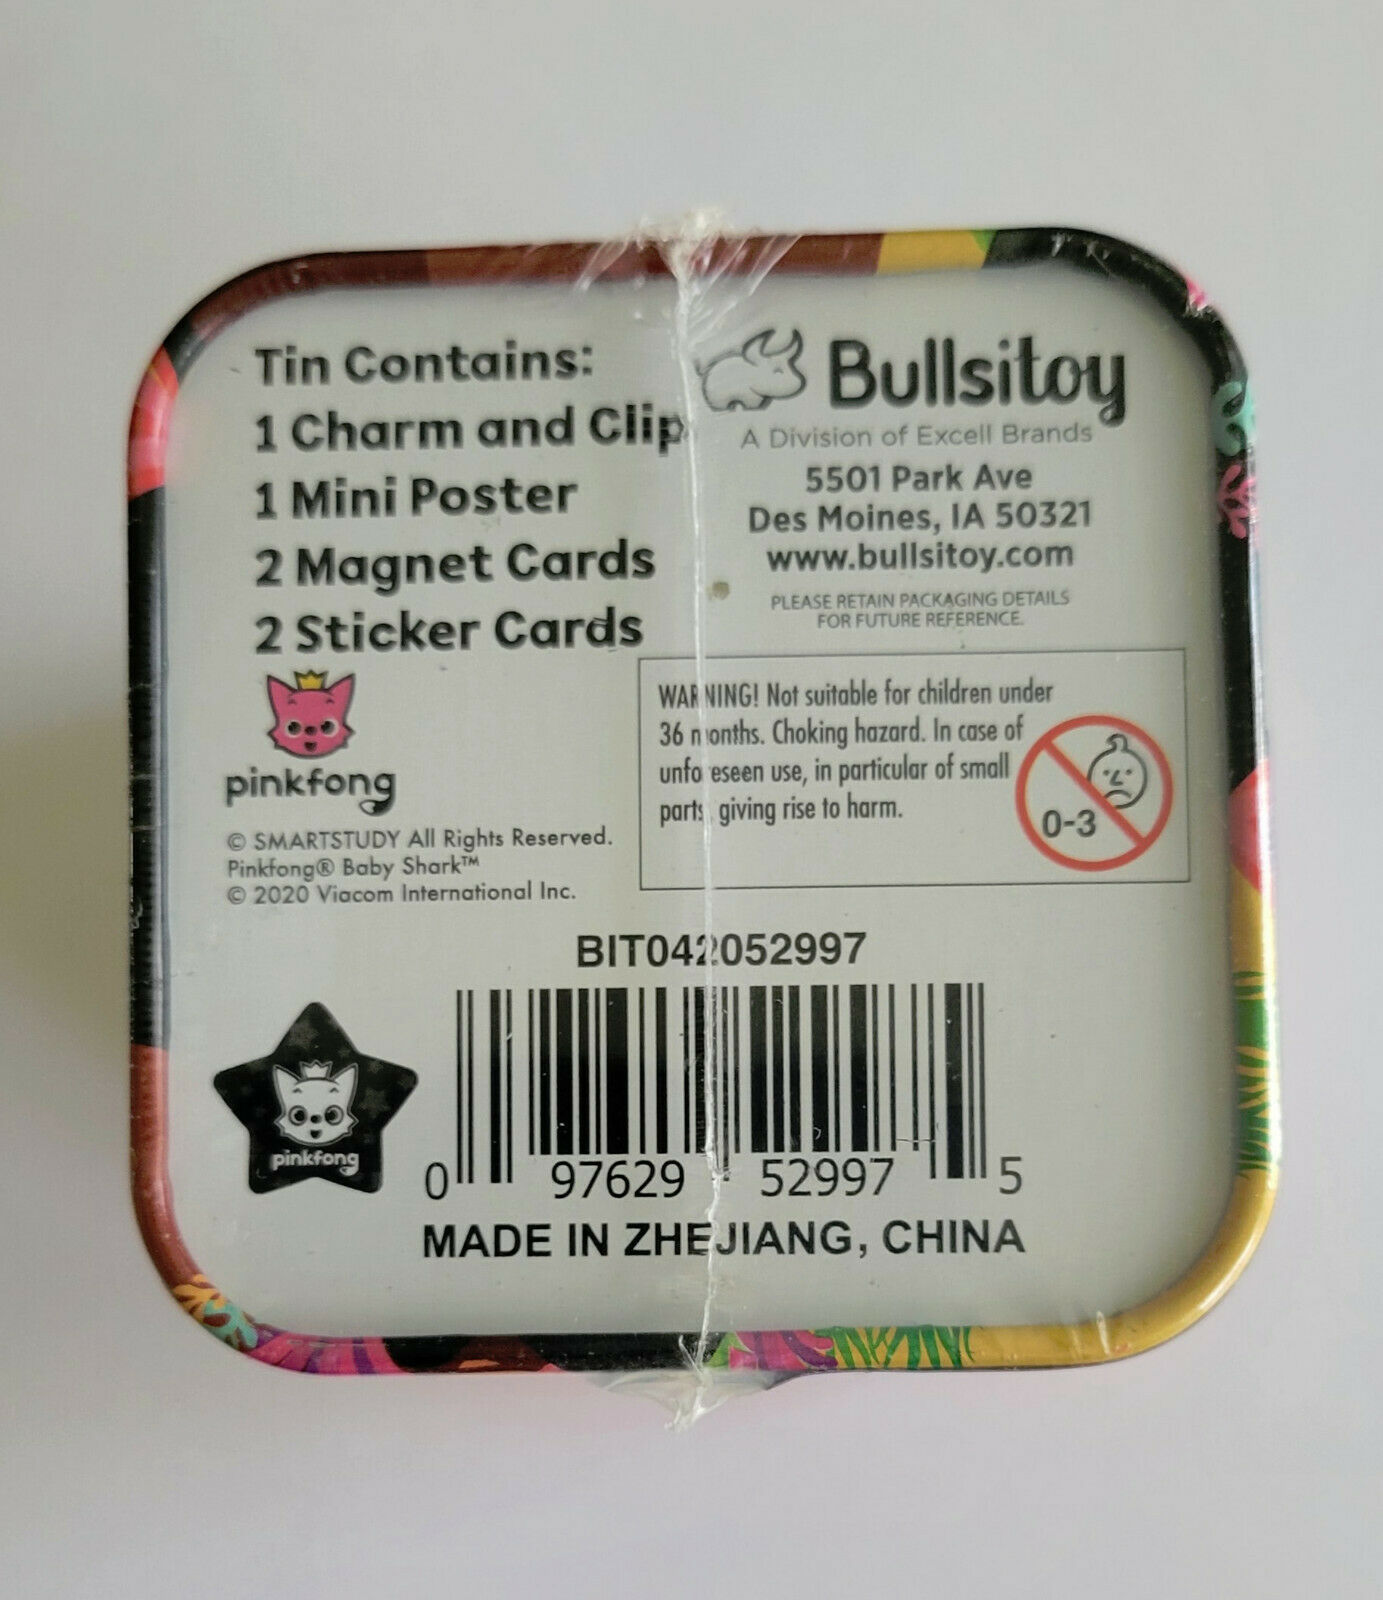 Tin Contains:
1 Charm and Clip
1 Mini Poster
2 Magnet Cards
2 Sticker Cards
pinkfong
© SMARTSTUDY All Rights Reserved.
Pinkfong® Baby Shark™
© 2020 Viacom International Inc.
Bullsitoy
A Division of Excell Brands
5501 Park Ave
Des Moines, IA 50321
www.bullsitoy.com
PLEASE RETAIN PACKAGING DETAILS
FOR FUTURE REFERENCE.
WARNING! Not suitable for children under
36 months. Choking hazard. In case of
unforeseen use, in particular of small
parts, giving rise to harm.
0-3
BIT042052997
pinkfong
0 97629 52997 5
MADE IN ZHEJIANG, CHINA